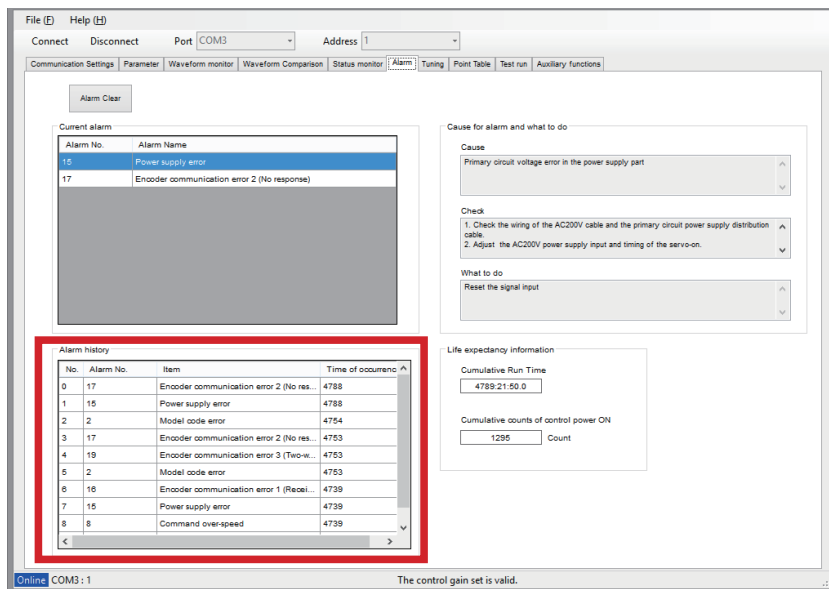 File (F) Help (H)
Connect Disconnect Port COM3 Address 1
Communication Settings Parameter Waveform monitor Waveform Comparison Status monitor Alarm Tuning Point Table Test run Auxiliary functions
Alarm Clear
Current alarm
Alarm No. Alarm Name
15 Power supply error
17 Encoder communication error 2 (No response)
Cause for alarm and what to do
Cause
Primary circuit voltage error in the power supply part
Check
1. Check the wiring of the AC200V cable and the primary circuit power supply distribution
cable.
2. Adjust the AC200V power supply input and timing of the servo-on.
What to do
Reset the signal input
Alarm history
No. Alarm No. Item Time of occurrenc
0 17 Encoder communication error 2 (No res... 4788
1 15 Power supply error 4788
2 2 Model code error 4754
3 17 Encoder communication error 2 (No res... 4753
4 19 Encoder communication error 3 (Two-w... 4753
5 2 Model code error 4753
6 16 Encoder communication error 1 (Recei... 4739
7 15 Power supply error 4739
8 8 Command over-speed 4739
Life expectancy information
Cumulative Run Time
4789:21:50.0
Cumulative counts of control power ON
1295 Count
Online COM3 : 1 The control gain set is valid.